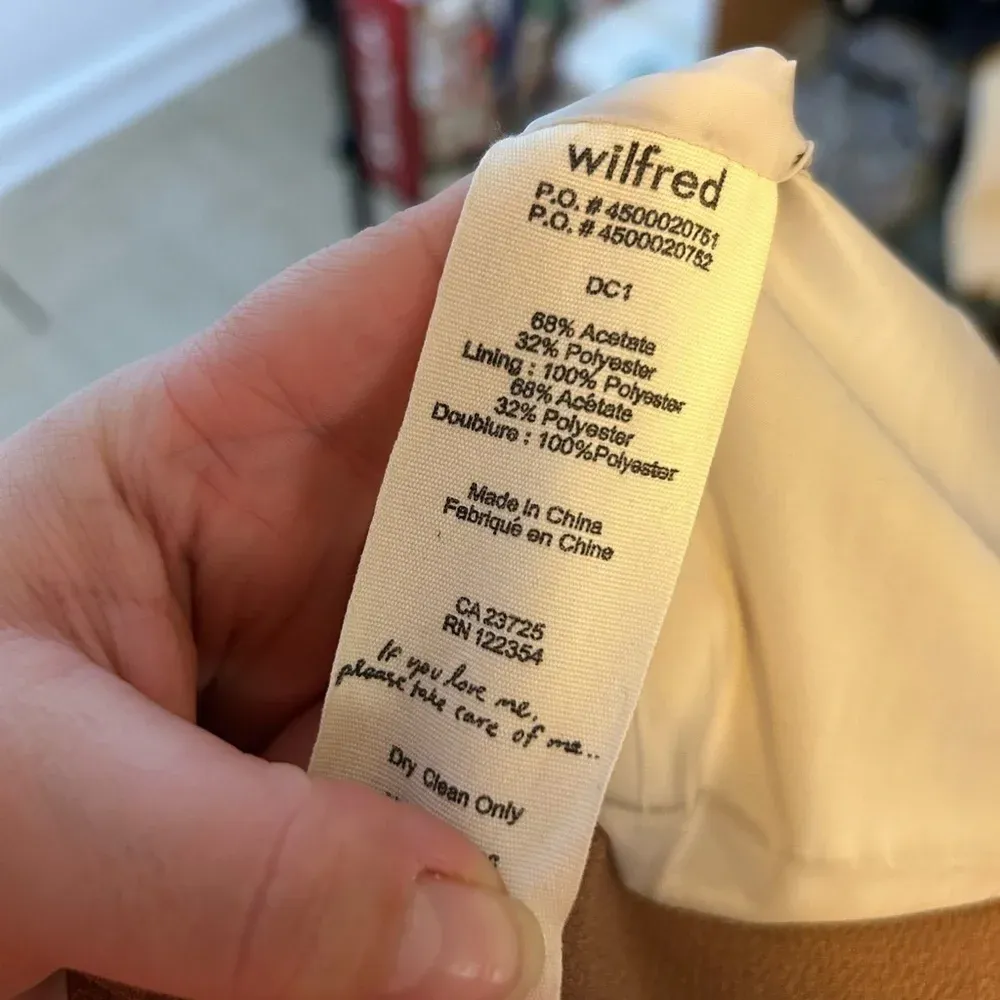 wilfred
P.O. # 4500020751
P.O. # 4500020752
DC1
68% Acetate
32% Polyester
Lining : 100% Polyester
68% Acétate
32% Polyester
Doublure : 100%Polyester
Made in China
Fabriqué en Chine
CA 23725
RN 122354
If you love me,
please take care of me...
Dry Clean Only